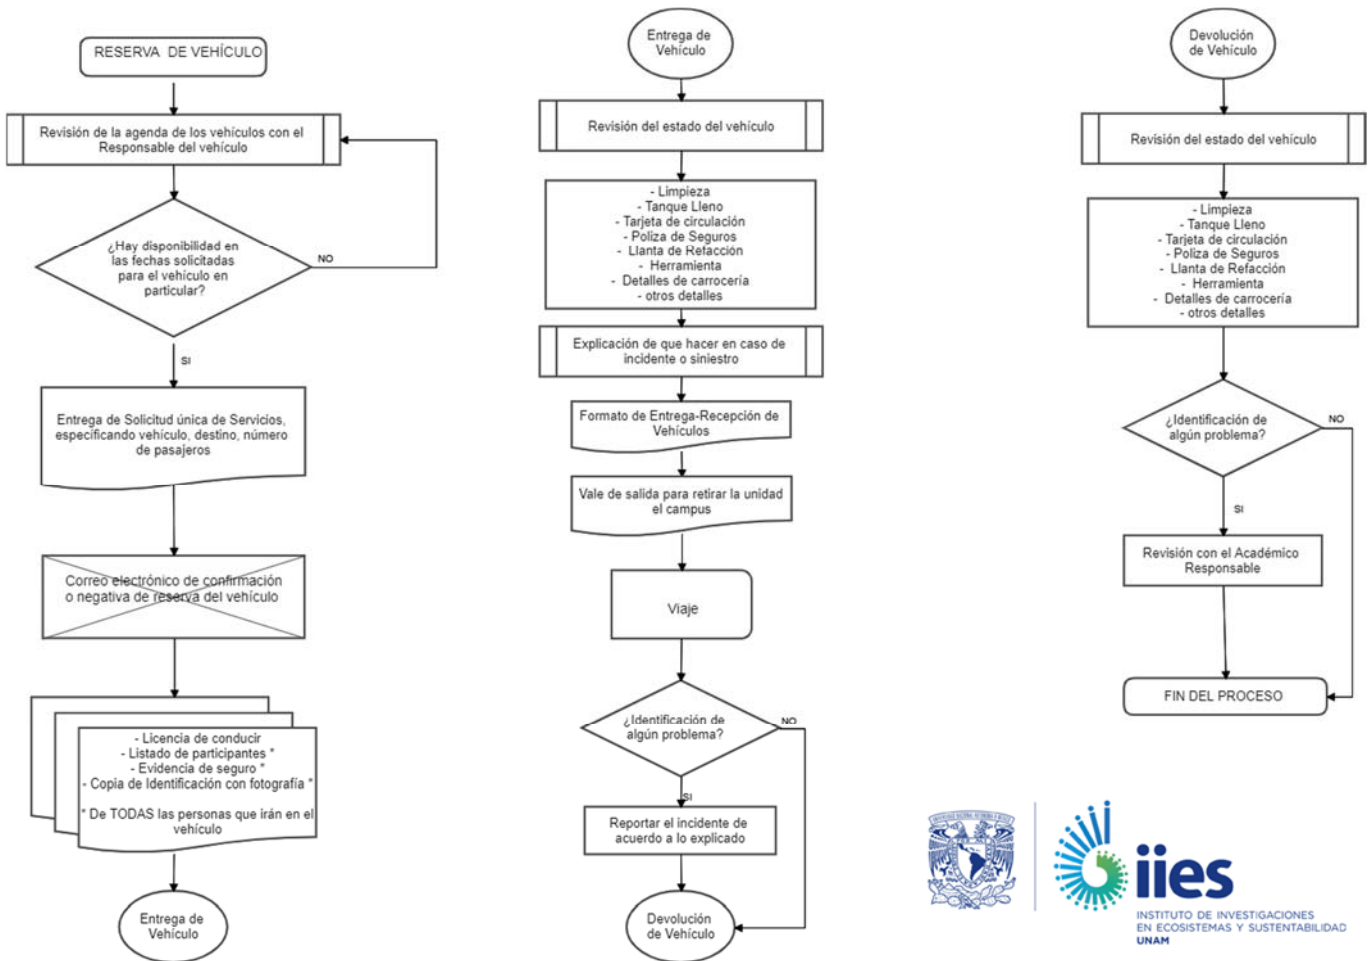 RESERVA DE VEHÍCULO
Revisión de la agenda de los vehículos con el
Responsable del vehículo
¿Hay disponibilidad en
las fechas solicitadas
para el vehículo en
particular?
NO
SI
Entrega de Solicitud única de Servicios,
especificando vehículo, destino, número
de pasajeros
Correo electrónico de confirmación
o negativa de reserva del vehículo
- Licencia de conducir
- Listado de participantes *
- Evidencia de seguro *
- Copia de Identificación con fotografía *
* De TODAS las personas que irán en el
vehículo
Entrega de
Vehículo
Entrega de
Vehículo
Revisión del estado del vehículo
- Limpieza
- Tanque Lleno
- Tarjeta de circulación
- Poliza de Seguros
- Llanta de Refacción
- Herramienta
- Detalles de carrocería
- otros detalles
Explicación de que hacer en caso de
incidente o siniestro
Formato de Entrega-Recepción de
Vehículos
Vale de salida para retirar la unidad
el campus
Viaje
¿Identificación de
algún problema?
NO
SI
Reportar el incidente de
acuerdo a lo explicado
Devolución
de Vehículo
Devolución
de Vehículo
Revisión del estado del vehículo
- Limpieza
- Tanque Lleno
- Tarjeta de circulación
- Poliza de Seguros
- Llanta de Refacción
- Herramienta
- Detalles de carrocería
- otros detalles
¿Identificación de
algún problema?
NO
SI
Revisión con el Académico
Responsable
FIN DEL PROCESO
iies
INSTITUTO DE INVESTIGACIONES
EN ECOSISTEMAS Y SUSTENTABILIDAD
UNAM